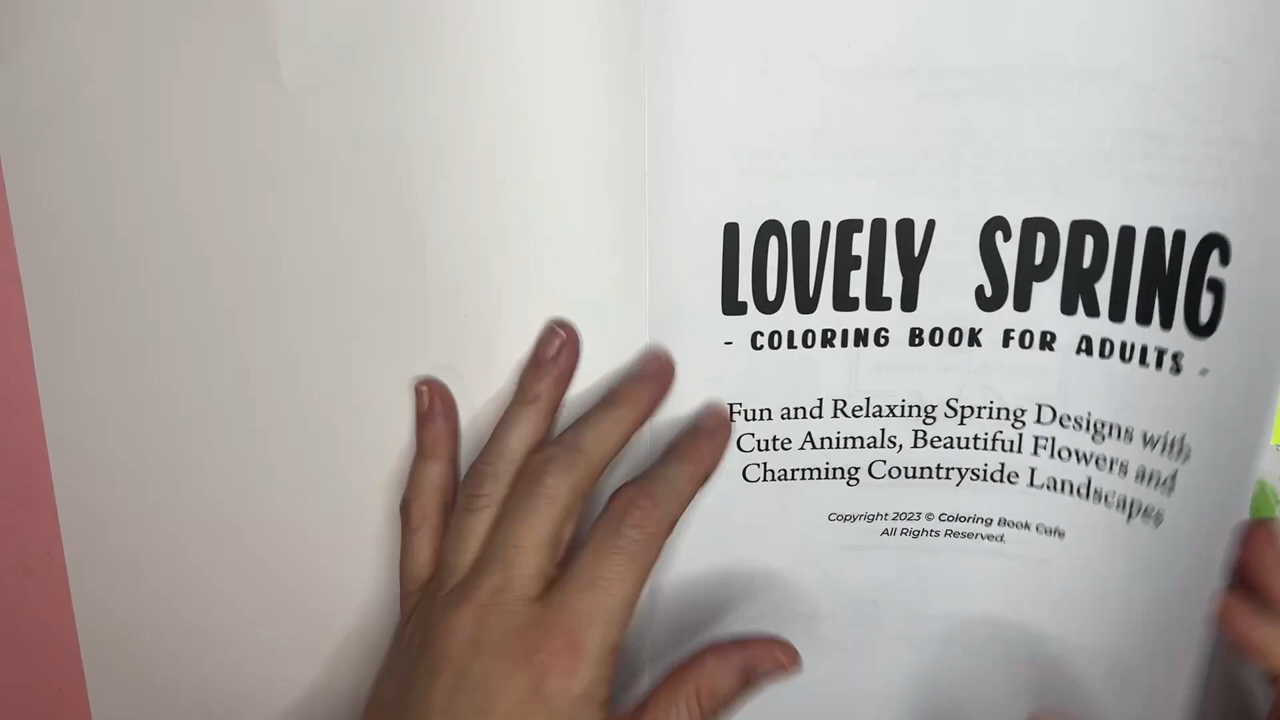 LOVELY SPRING
- COLORING BOOK FOR ADULTS -
Fun and Relaxing Spring Designs with
Cute Animals, Beautiful Flowers and
Charming Countryside Landscapes
Copyright 2023 © Coloring Book Cafe
All Rights Reserved.